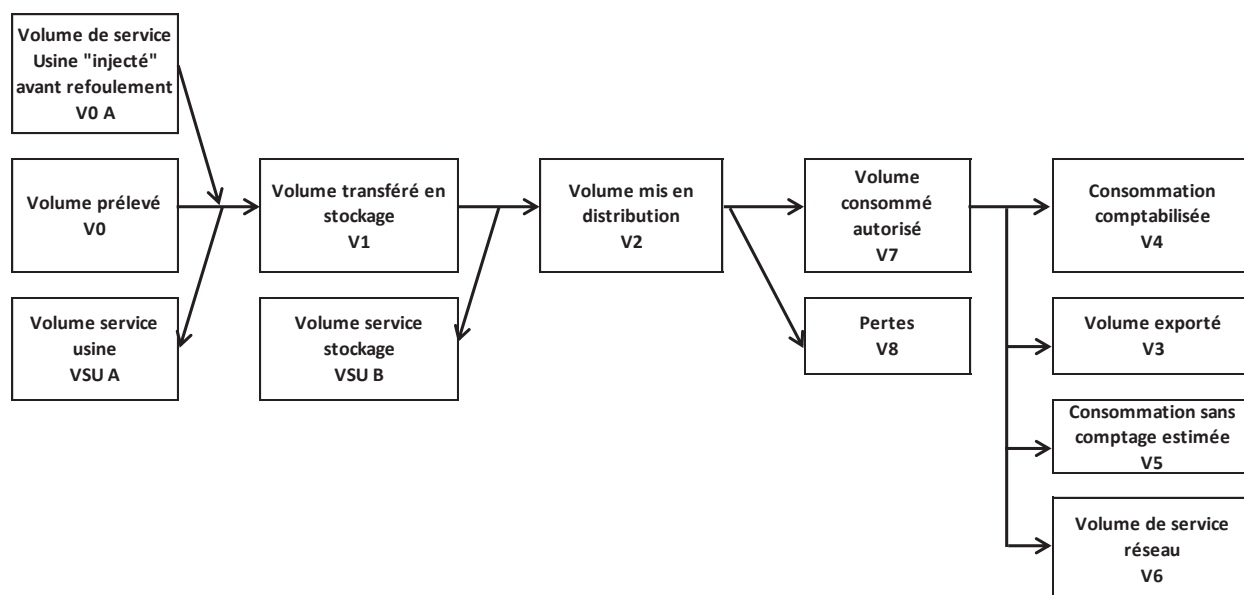 Volume de service
Usine "injecté"
avant refoulement
V0 A
Volume prélevé
V0
Volume service
usine
VSU A
Volume transféré en
stockage
V1
Volume service
stockage
VSU B
Volume mis en
distribution
V2
Volume
consommé
autorisé
V7
Pertes
V8
Consommation
comptabilisée
V4
Volume exporté
V3
Consommation sans
comptage estimée
V5
Volume de service
réseau
V6